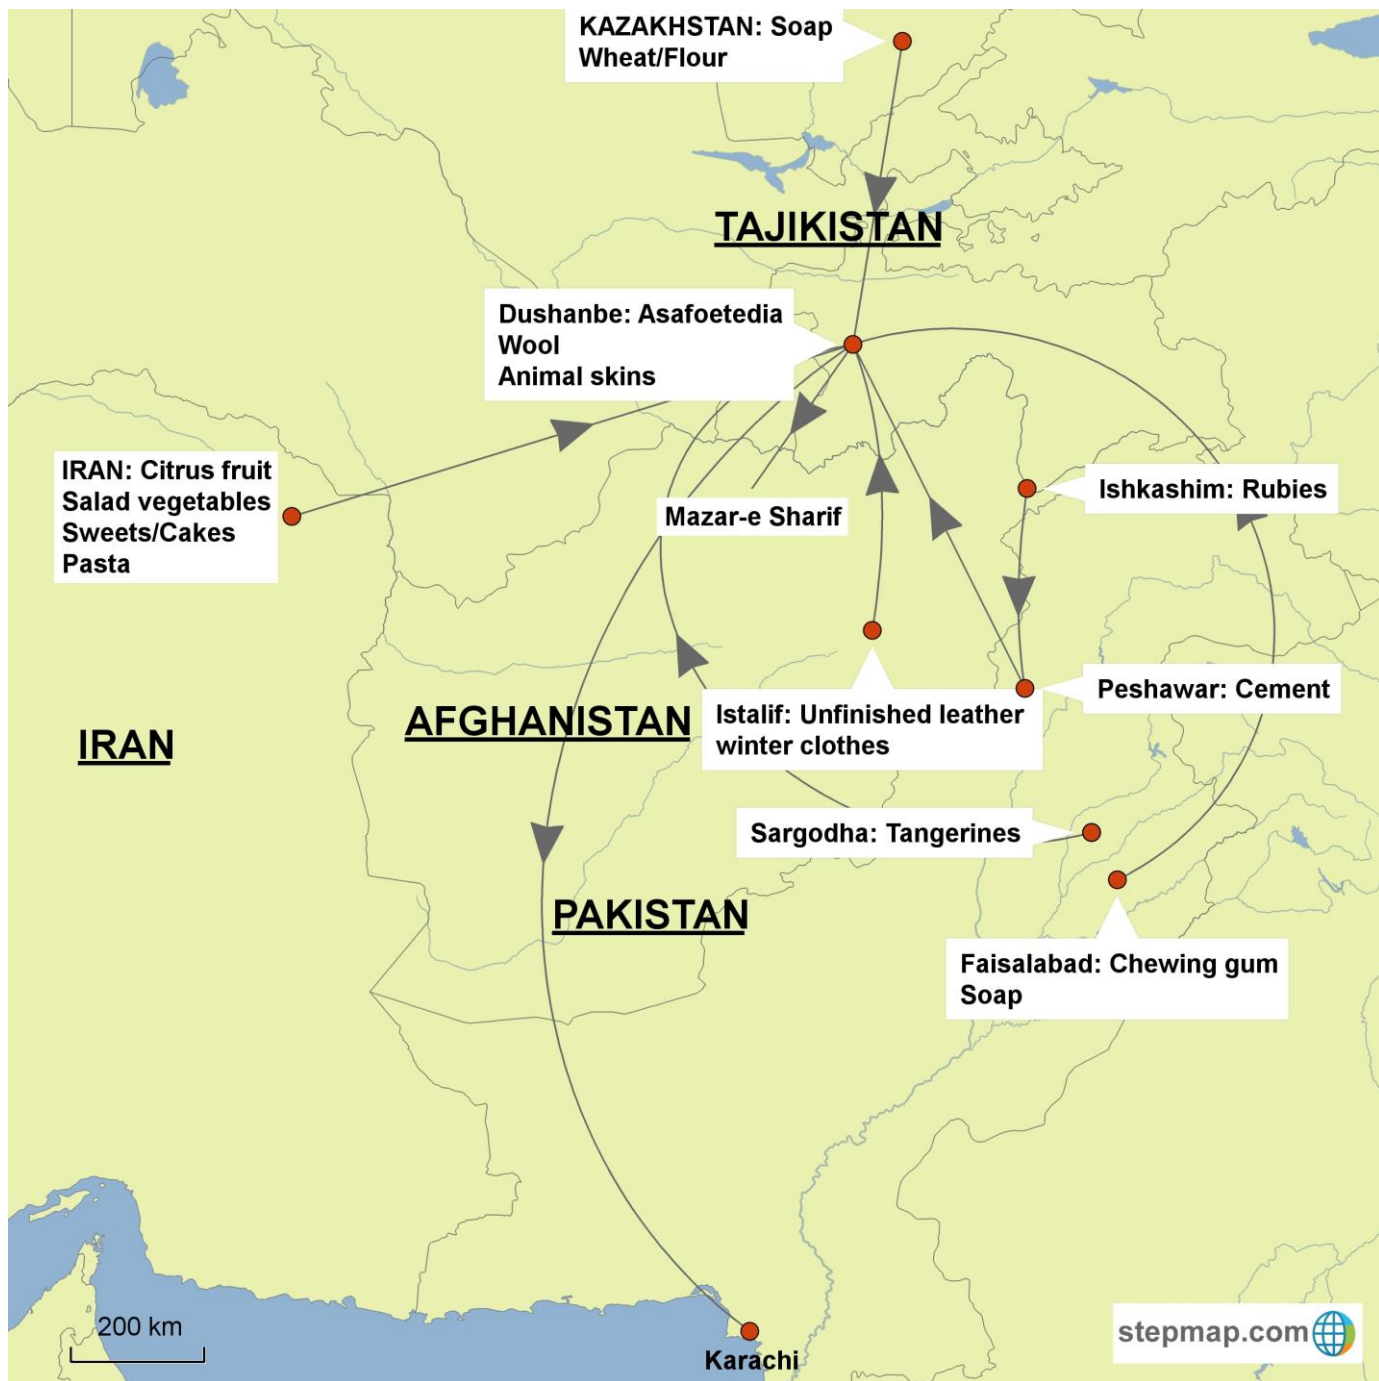 KAZAKHSTAN: Soap
Wheat/Flour
TAJIKISTAN
Dushanbe: Asafoetedia
Wool
Animal skins
IRAN: Citrus fruit
Salad vegetables
Sweets/Cakes
Pasta
Mazar-e Sharif
Ishkashim: Rubies
Peshawar: Cement
AFGHANISTAN
Istalif: Unfinished leather
winter clothes
IRAN
Sargodha: Tangerines
PAKISTAN
Faisalabad: Chewing gum
Soap
200 km
stepmap.com
Karachi